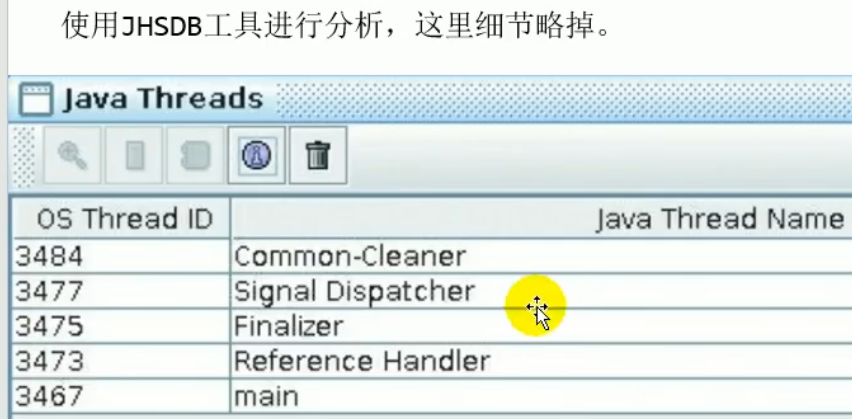 使用JHSDB工具进行分析，这里细节略掉。
Java Threads
OS Thread ID Java Thread Name
3484 Common-Cleaner
3477 Signal Dispatcher
3475 Finalizer
3473 Reference Handler
3467 main